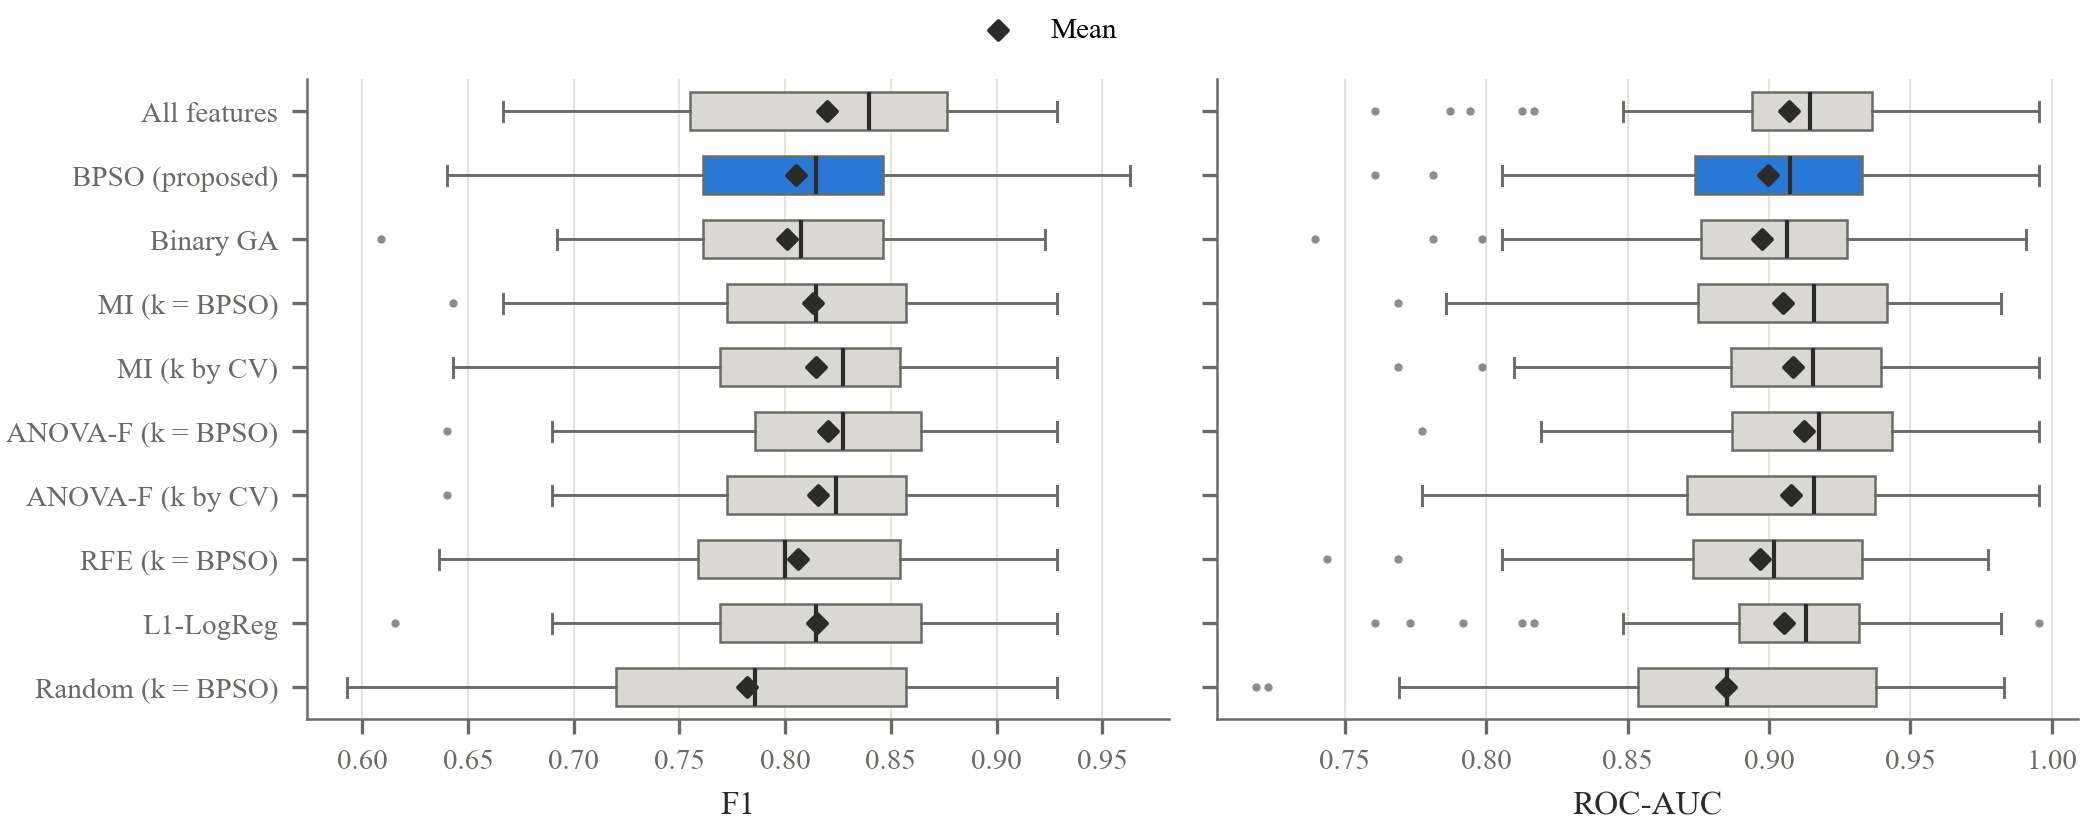 Mean
All features
BPSO (proposed)
Binary GA
MI (k = BPSO)
MI (k by CV)
ANOVA-F (k = BPSO)
ANOVA-F (k by CV)
RFE (k = BPSO)
L1-LogReg
Random (k = BPSO)
0.60 0.65 0.70 0.75 0.80 0.85 0.90 0.95
F1
0.75 0.80 0.85 0.90 0.95 1.00
ROC-AUC